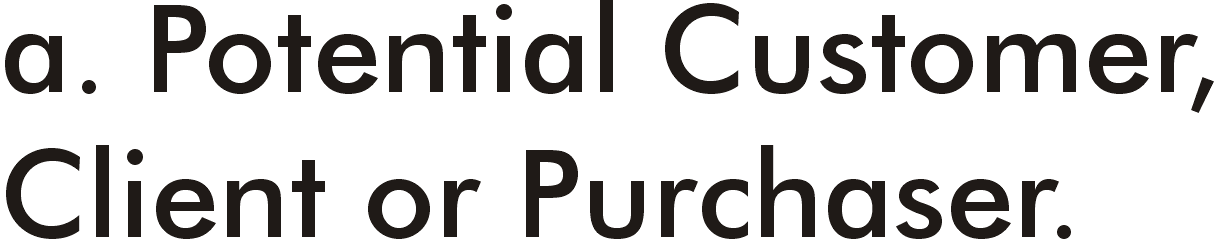 a. Potential Customer,
Client or Purchaser.